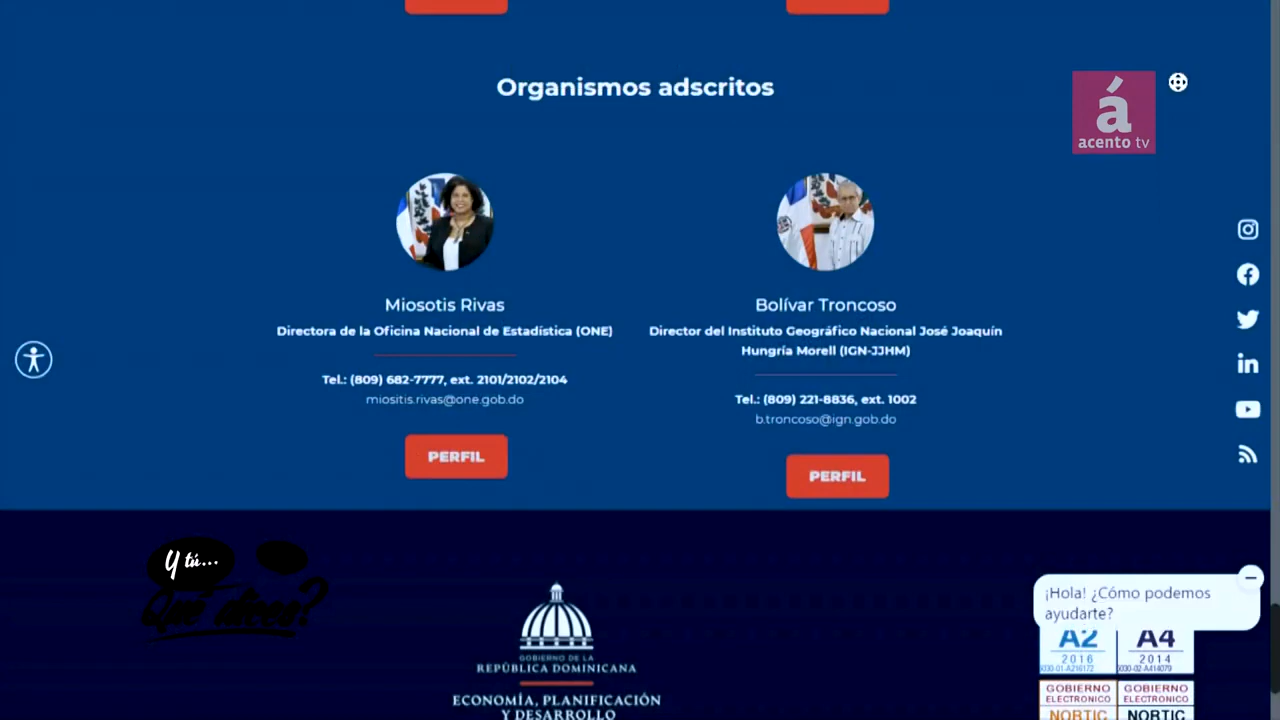 Organismos adscritos
á
acento tv
Miosotis Rivas
Directora de la Oficina Nacional de Estadística (ONE)
Tel.: (809) 682-7777, ext. 2101/2102/2104
miositis.rivas@one.gob.do
PERFIL
Bolívar Troncoso
Director del Instituto Geográfico Nacional José Joaquín
Hungría Morell (IGN-JJHM)
Tel.: (809) 221-8836, ext. 1002
b.troncoso@ign.gob.do
PERFIL
Y tú...
Qué dices?
GOBIERNO DE LA
REPÚBLICA DOMINICANA
ECONOMÍA, PLANIFICACIÓN
Y DESARROLLO
¡Hola! ¿Cómo podemos
ayudarte?
A2
2016
A4
2014
GOBIERNO
ELECTRONICO
NORTIC
GOBIERNO
ELECTRONICO
NORTIC